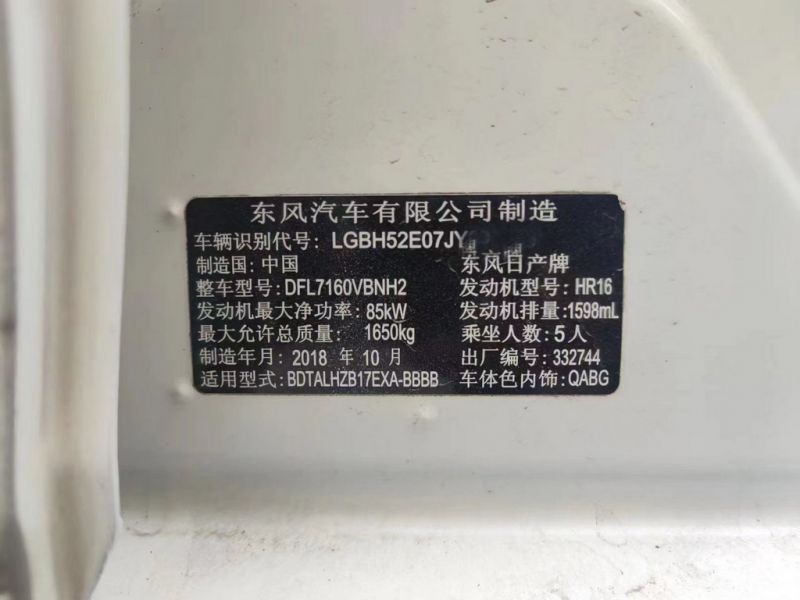 东风汽车有限公司制造
车辆识别代号: LGBH52E07JY
制造国: 中国 东风日产牌
整车型号: DFL7160VBNH2 发动机型号: HR16
发动机最大净功率: 85kW 发动机排量: 1598mL
最大允许总质量: 1650kg 乘坐人数: 5人
制造年月: 2018 年 10 月 出厂编号: 332744
适用型式: BDTALHZB17EXA-BBBB 车体色内饰: QABG